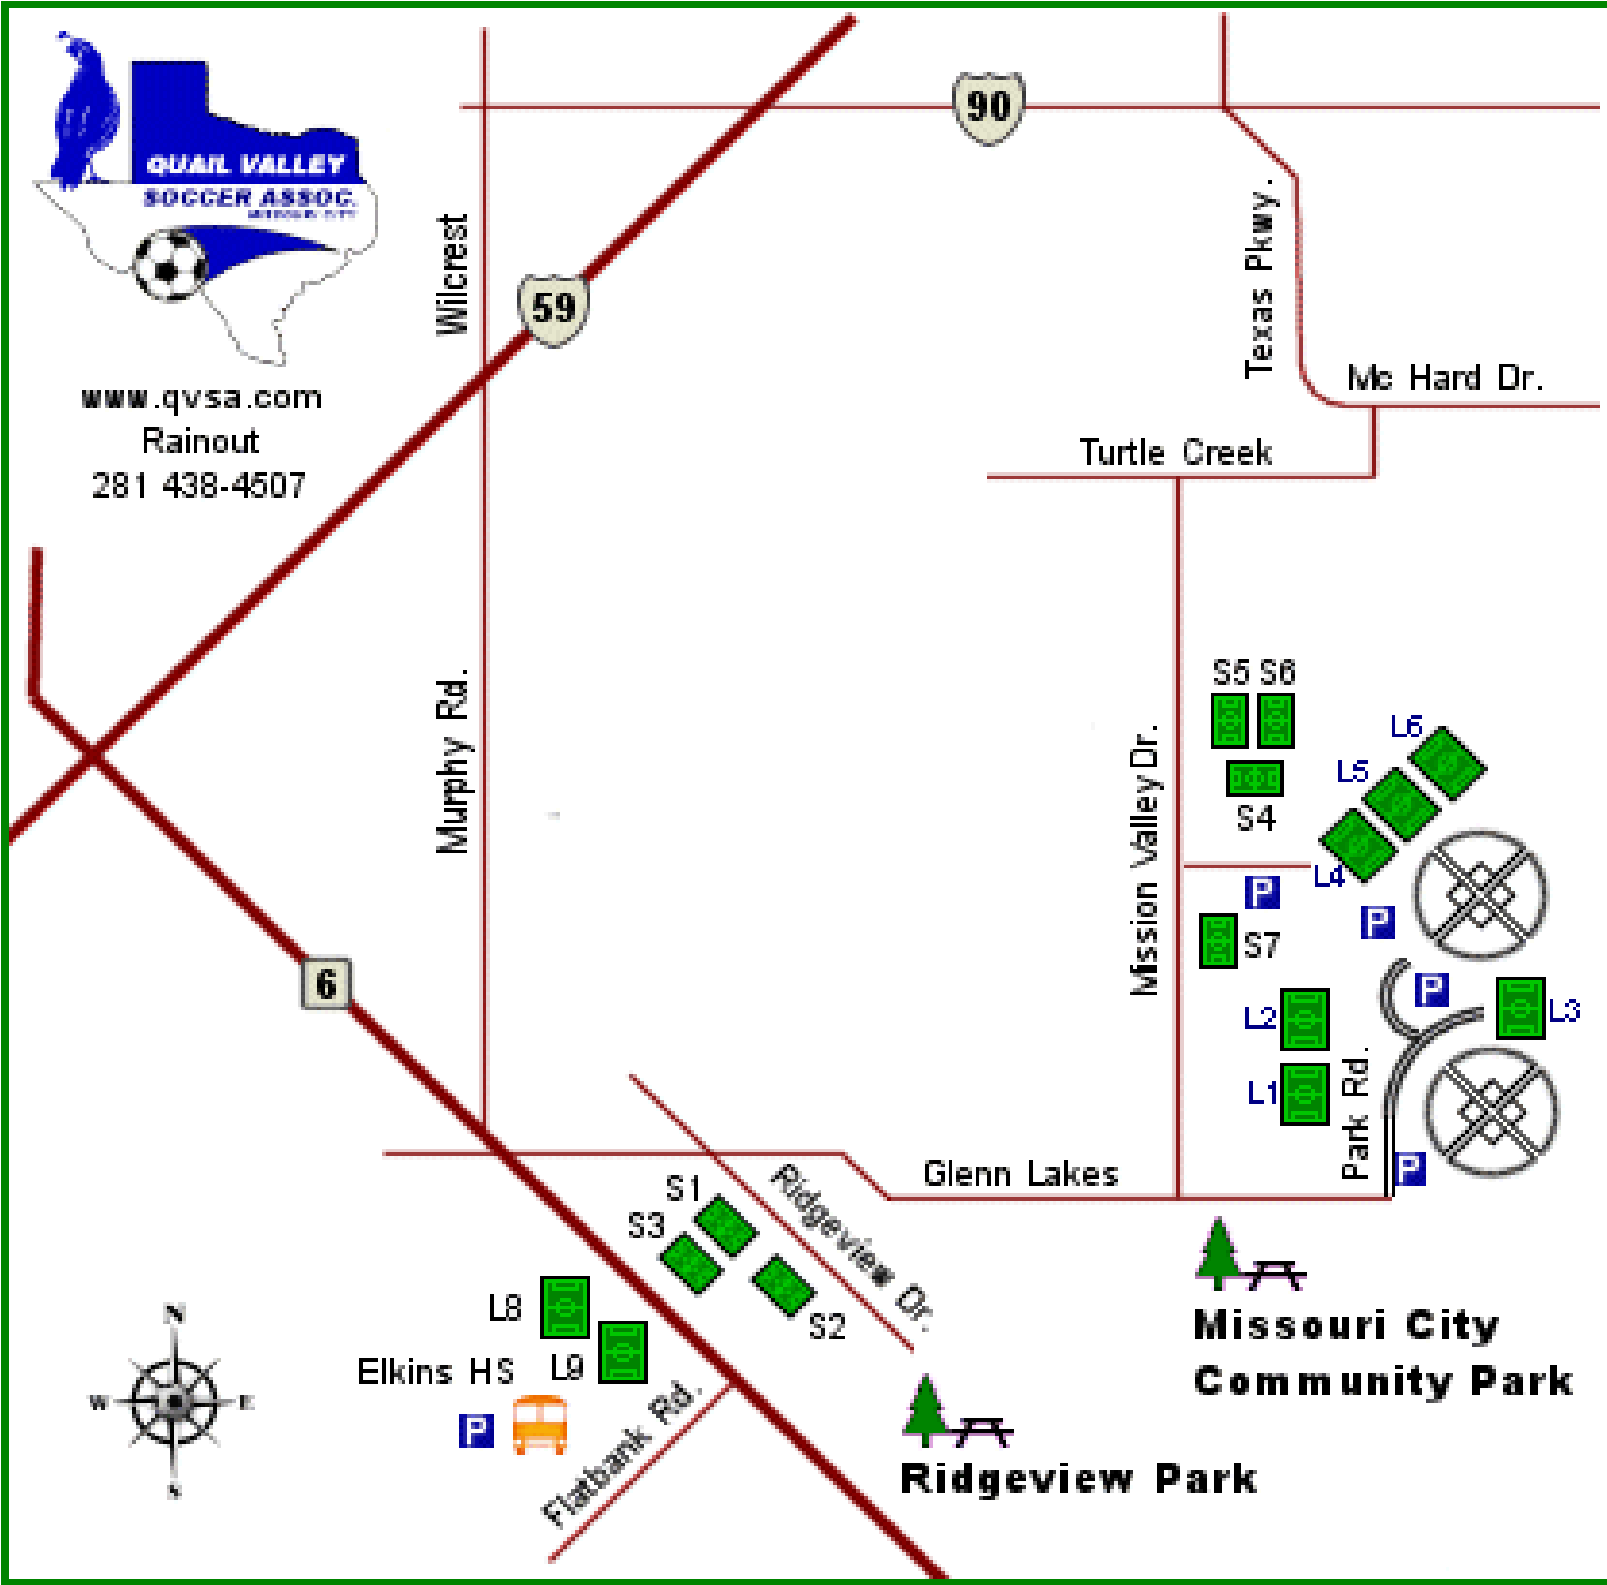 QUAIL VALLEY
SOCCER ASSOC.
MISSOURI CITY
www.qvsa.com
Rainout
281 438-4507
90
59
Wilcrest
Texas Pkwy.
Mc Hard Dr.
Turtle Creek
Murphy Rd.
Mission Valley Dr.
S5 S6
S4
L6
L5
L4
P
P
S7
P
L2
L3
L1
Park Rd.
P
6
Glenn Lakes
S1
S3
S2
Ridgeview Dr.
L8
L9
Elkins HS
P
Flatbank Rd.
Missouri City
Community Park
Ridgeview Park
N
W
E
S